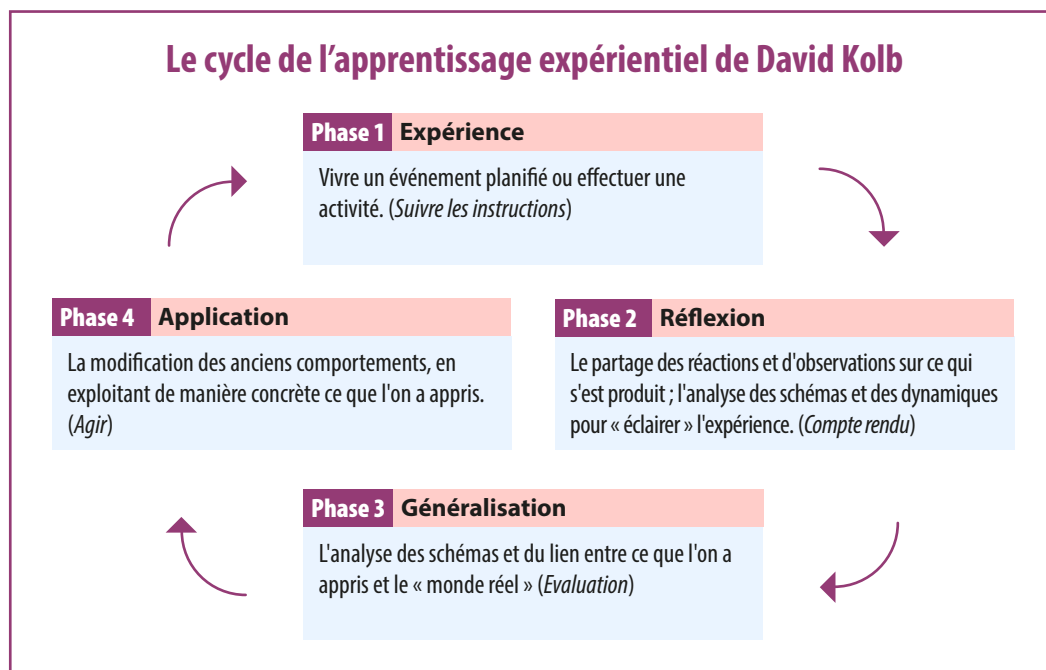 Le cycle de l’apprentissage expérientiel de David Kolb
Phase 1 Expérience
Vivre un événement planifié ou effectuer une
activité. (Suivre les instructions)
Phase 2 Réflexion
Le partage des réactions et d'observations sur ce qui
s'est produit ; l'analyse des schémas et des dynamiques
pour « éclairer » l'expérience. (Compte rendu)
Phase 3 Généralisation
L'analyse des schémas et du lien entre ce que l'on a
appris et le « monde réel » (Evaluation)
Phase 4 Application
La modification des anciens comportements, en
exploitant de manière concrète ce que l'on a appris.
(Agir)